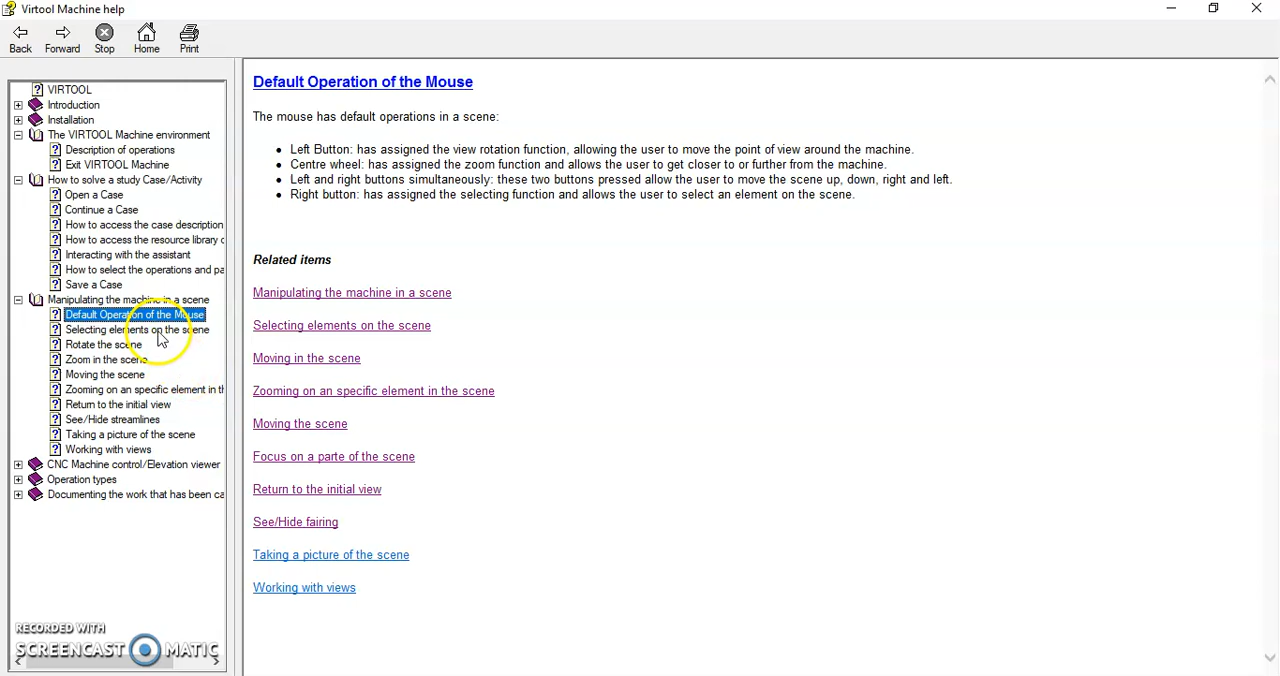 Virtool Machine help
Back Forward Stop Home Print
VIRTOOL
Introduction
Installation
The VIRTOOL Machine environment
Description of operations
Exit VIRTOOL Machine
How to solve a study Case/Activity
Open a Case
Continue a Case
How to access the case description
How to access the resource library c
Interacting with the assistant
How to select the operations and pa
Save a Case
Manipulating the machine in a scene
Default Operation of the Mouse
Selecting elements on the scene
Rotate the scene
Zoom in the scene
Moving the scene
Zooming on an specific element in th
Return to the initial view
See/Hide streamlines
Taking a picture of the scene
Working with views
CNC Machine control/Elevation viewer
Operation types
Documenting the work that has been ca
RECORDED WITH
SCREENCAST MATIC
Default Operation of the Mouse
The mouse has default operations in a scene:
• Left Button: has assigned the view rotation function, allowing the user to move the point of view around the machine.
• Centre wheel: has assigned the zoom function and allows the user to get closer to or further from the machine.
• Left and right buttons simultaneously: these two buttons pressed allow the user to move the scene up, down, right and left.
• Right button: has assigned the selecting function and allows the user to select an element on the scene.
Related items
Manipulating the machine in a scene
Selecting elements on the scene
Moving in the scene
Zooming on an specific element in the scene
Moving the scene
Focus on a parte of the scene
Return to the initial view
See/Hide fairing
Taking a picture of the scene
Working with views